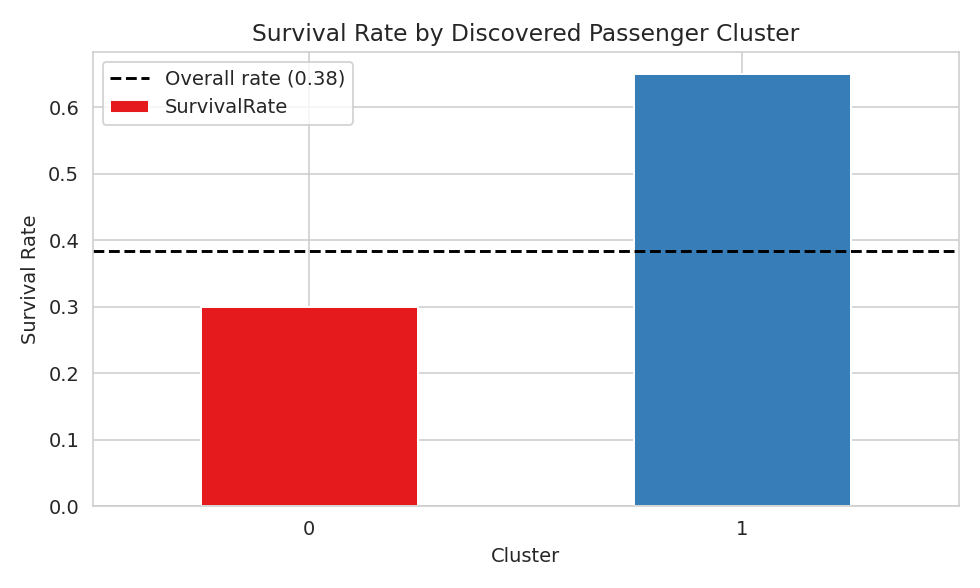 Survival Rate by Discovered Passenger Cluster
Overall rate (0.38)
SurvivalRate
Survival Rate
0.6
0.5
0.4
0.3
0.2
0.1
0.0
0
1
Cluster